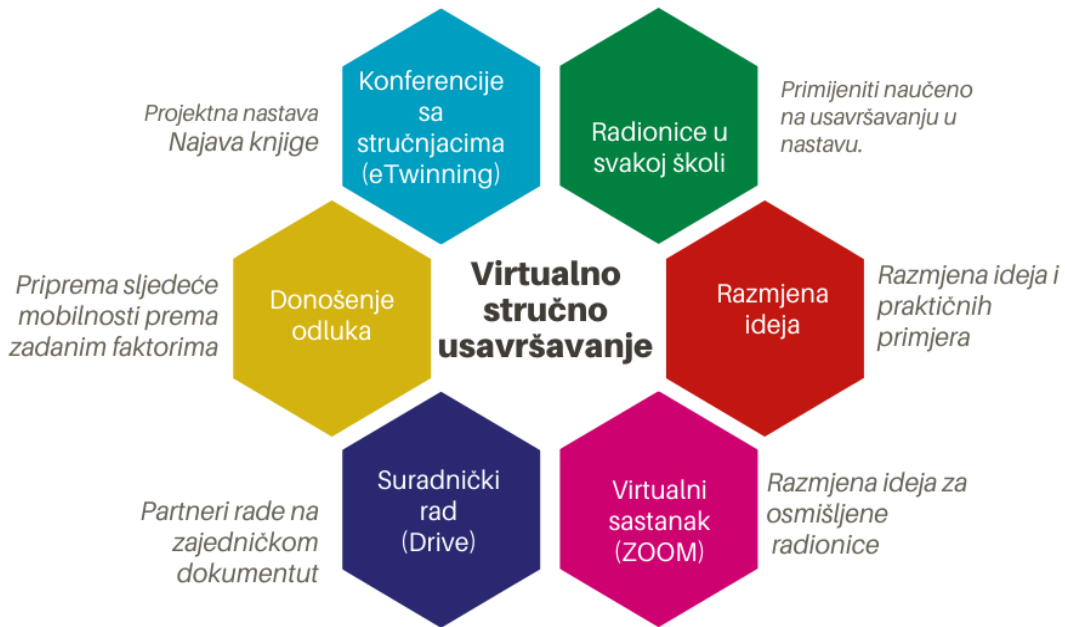 Konferencije
sa
stručnjacima
(eTwinning)
Projektna nastava
Najava knjige
Radionice u
svakoj školi
Primijeniti naučeno
na usavršavanju u
nastavu.
Donošenje
odluka
Priprema sljedeće
mobilnosti prema
zadanim faktorima
Virtualno
stručno
usavršavanje
Razmjena
ideja
Razmjena ideja i
praktičnih
primjera
Suradnički
rad
(Drive)
Partneri rade na
zajedničkom
dokumentut
Virtualni
sastanak
(ZOOM)
Razmjena ideja za
osmišljene
radionice